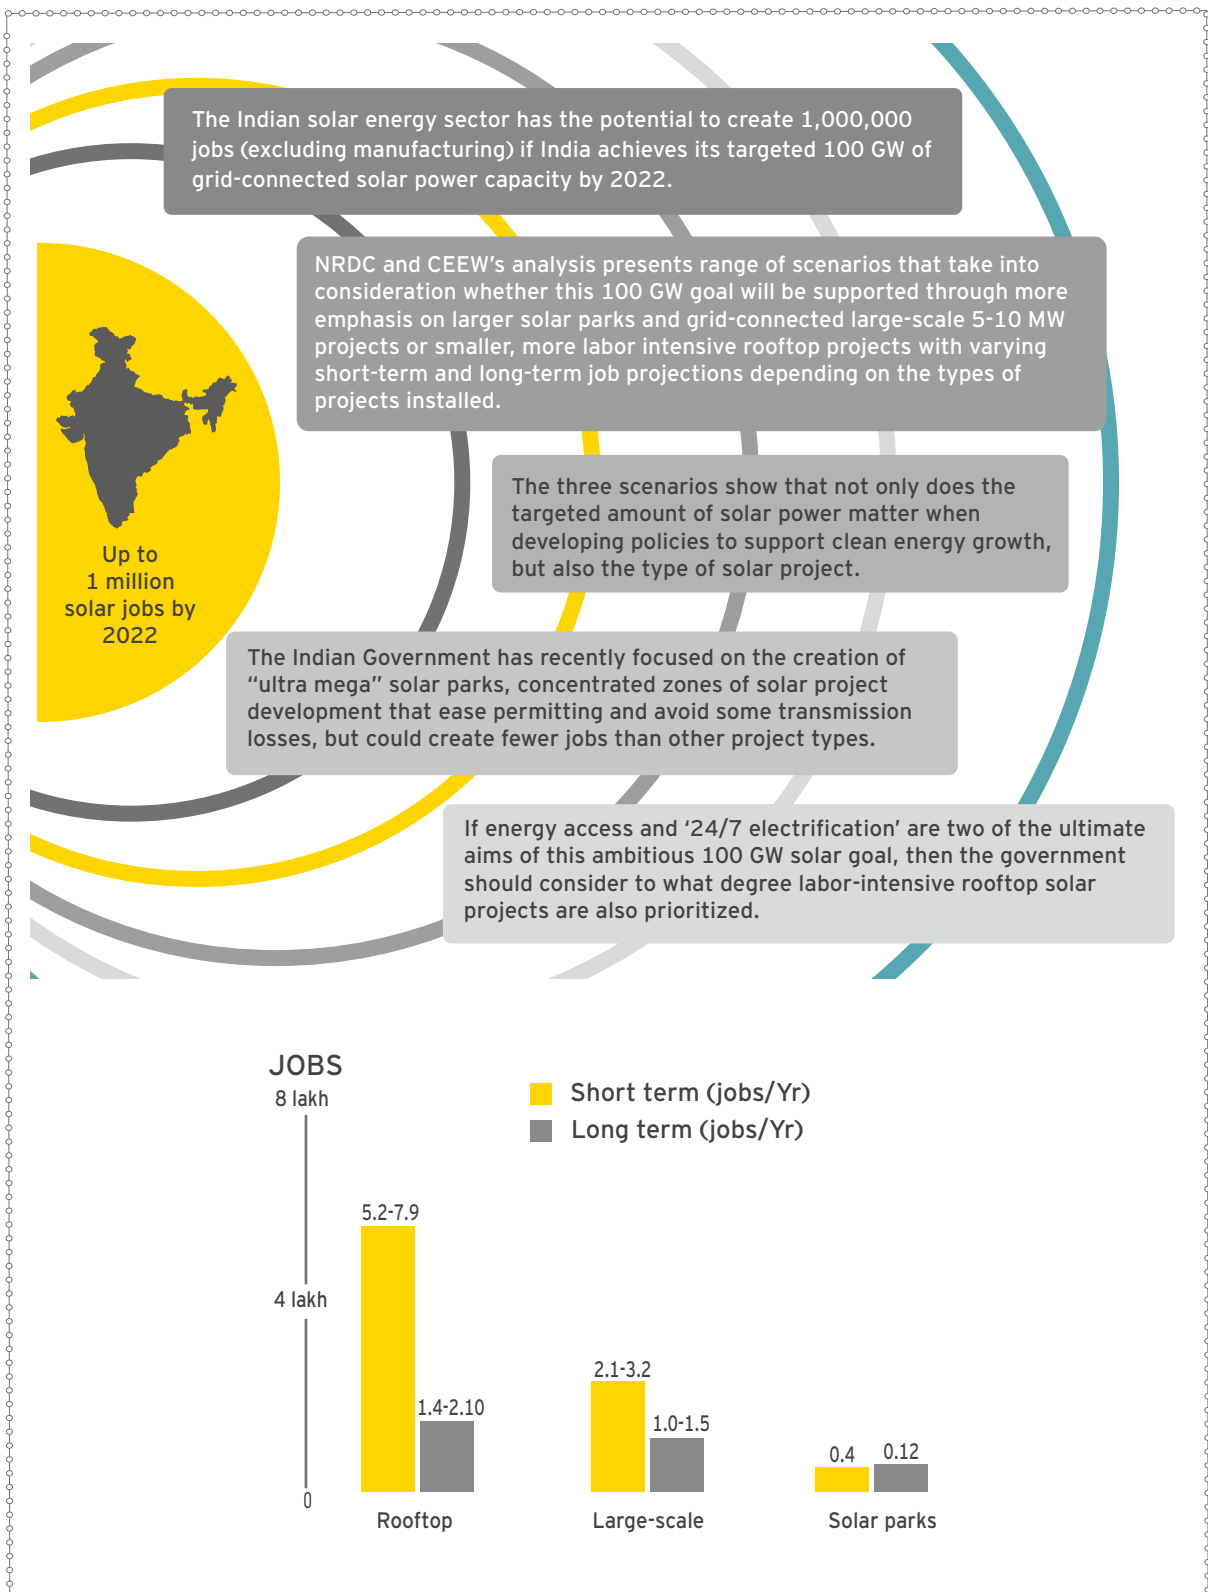 The Indian solar energy sector has the potential to create 1,000,000
jobs (excluding manufacturing) if India achieves its targeted 100 GW of
grid-connected solar power capacity by 2022.
NRDC and CEEW’s analysis presents range of scenarios that take into
consideration whether this 100 GW goal will be supported through more
emphasis on larger solar parks and grid-connected large-scale 5-10 MW
projects or smaller, more labor intensive rooftop projects with varying
short-term and long-term job projections depending on the types of
projects installed.
The three scenarios show that not only does the
targeted amount of solar power matter when
developing policies to support clean energy growth,
but also the type of solar project.
Up to
1 million
solar jobs by
2022
The Indian Government has recently focused on the creation of
“ultra mega” solar parks, concentrated zones of solar project
development that ease permitting and avoid some transmission
losses, but could create fewer jobs than other project types.
If energy access and ‘24/7 electrification’ are two of the ultimate
aims of this ambitious 100 GW solar goal, then the government
should consider to what degree labor-intensive rooftop solar
projects are also prioritized.
JOBS
8 lakh
Short term (jobs/Yr)
Long term (jobs/Yr)
5.2-7.9
4 lakh
2.1-3.2
1.4-2.10
1.0-1.5
0.4
0.12
0
Rooftop
Large-scale
Solar parks